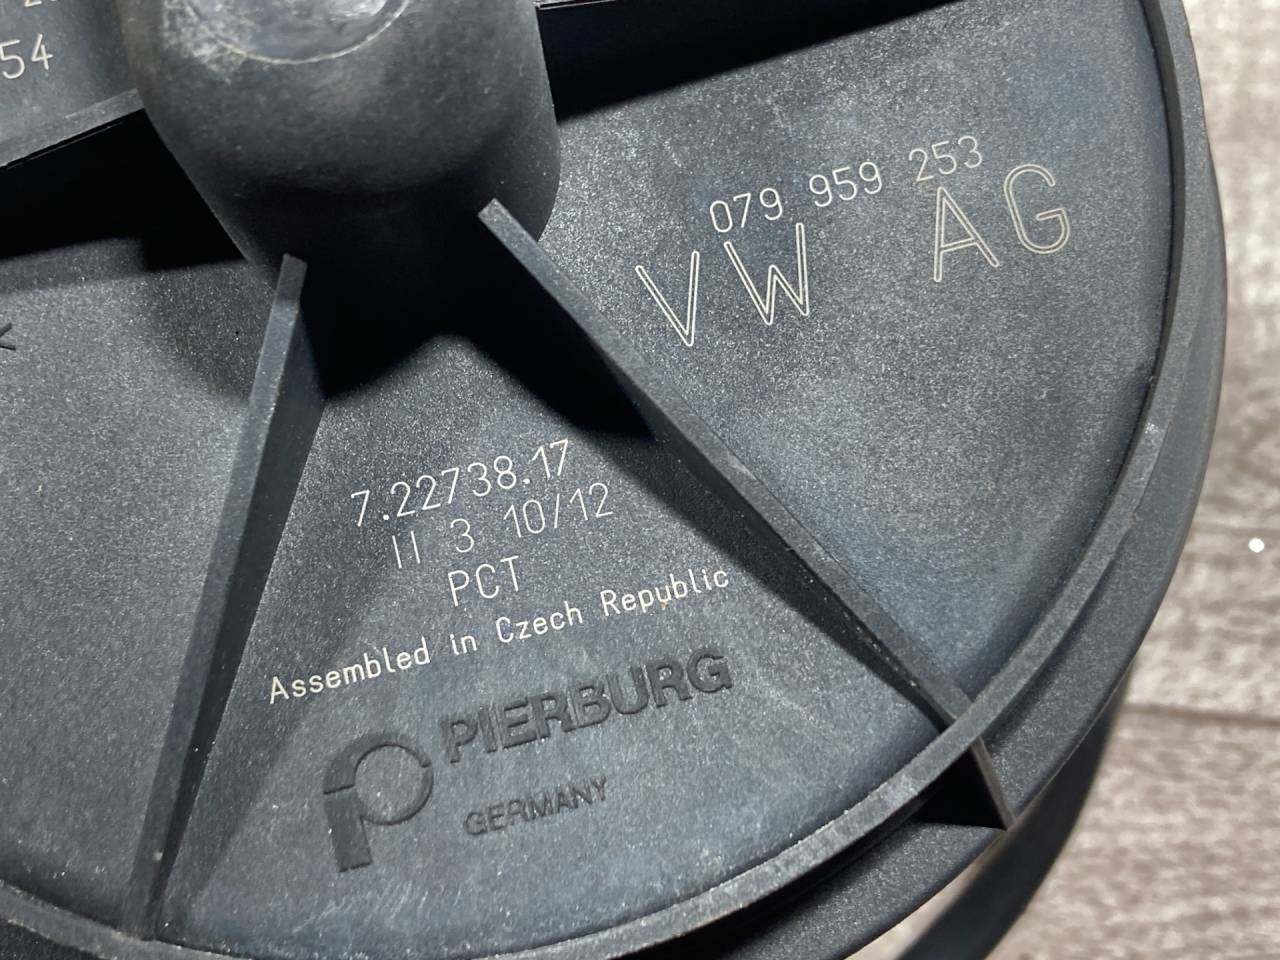 54
079 959 253
VW AG
7.22738.17
II 3 10/12
PCT
Assembled in Czech Republic
PIERBURG
GERMANY